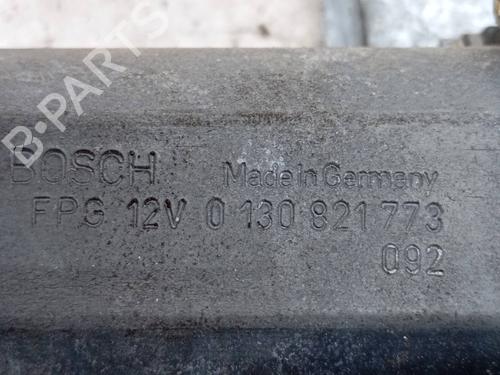 B-PARTS
BOSCH Made in Germany
FPG 12V 0 130 821 773
092